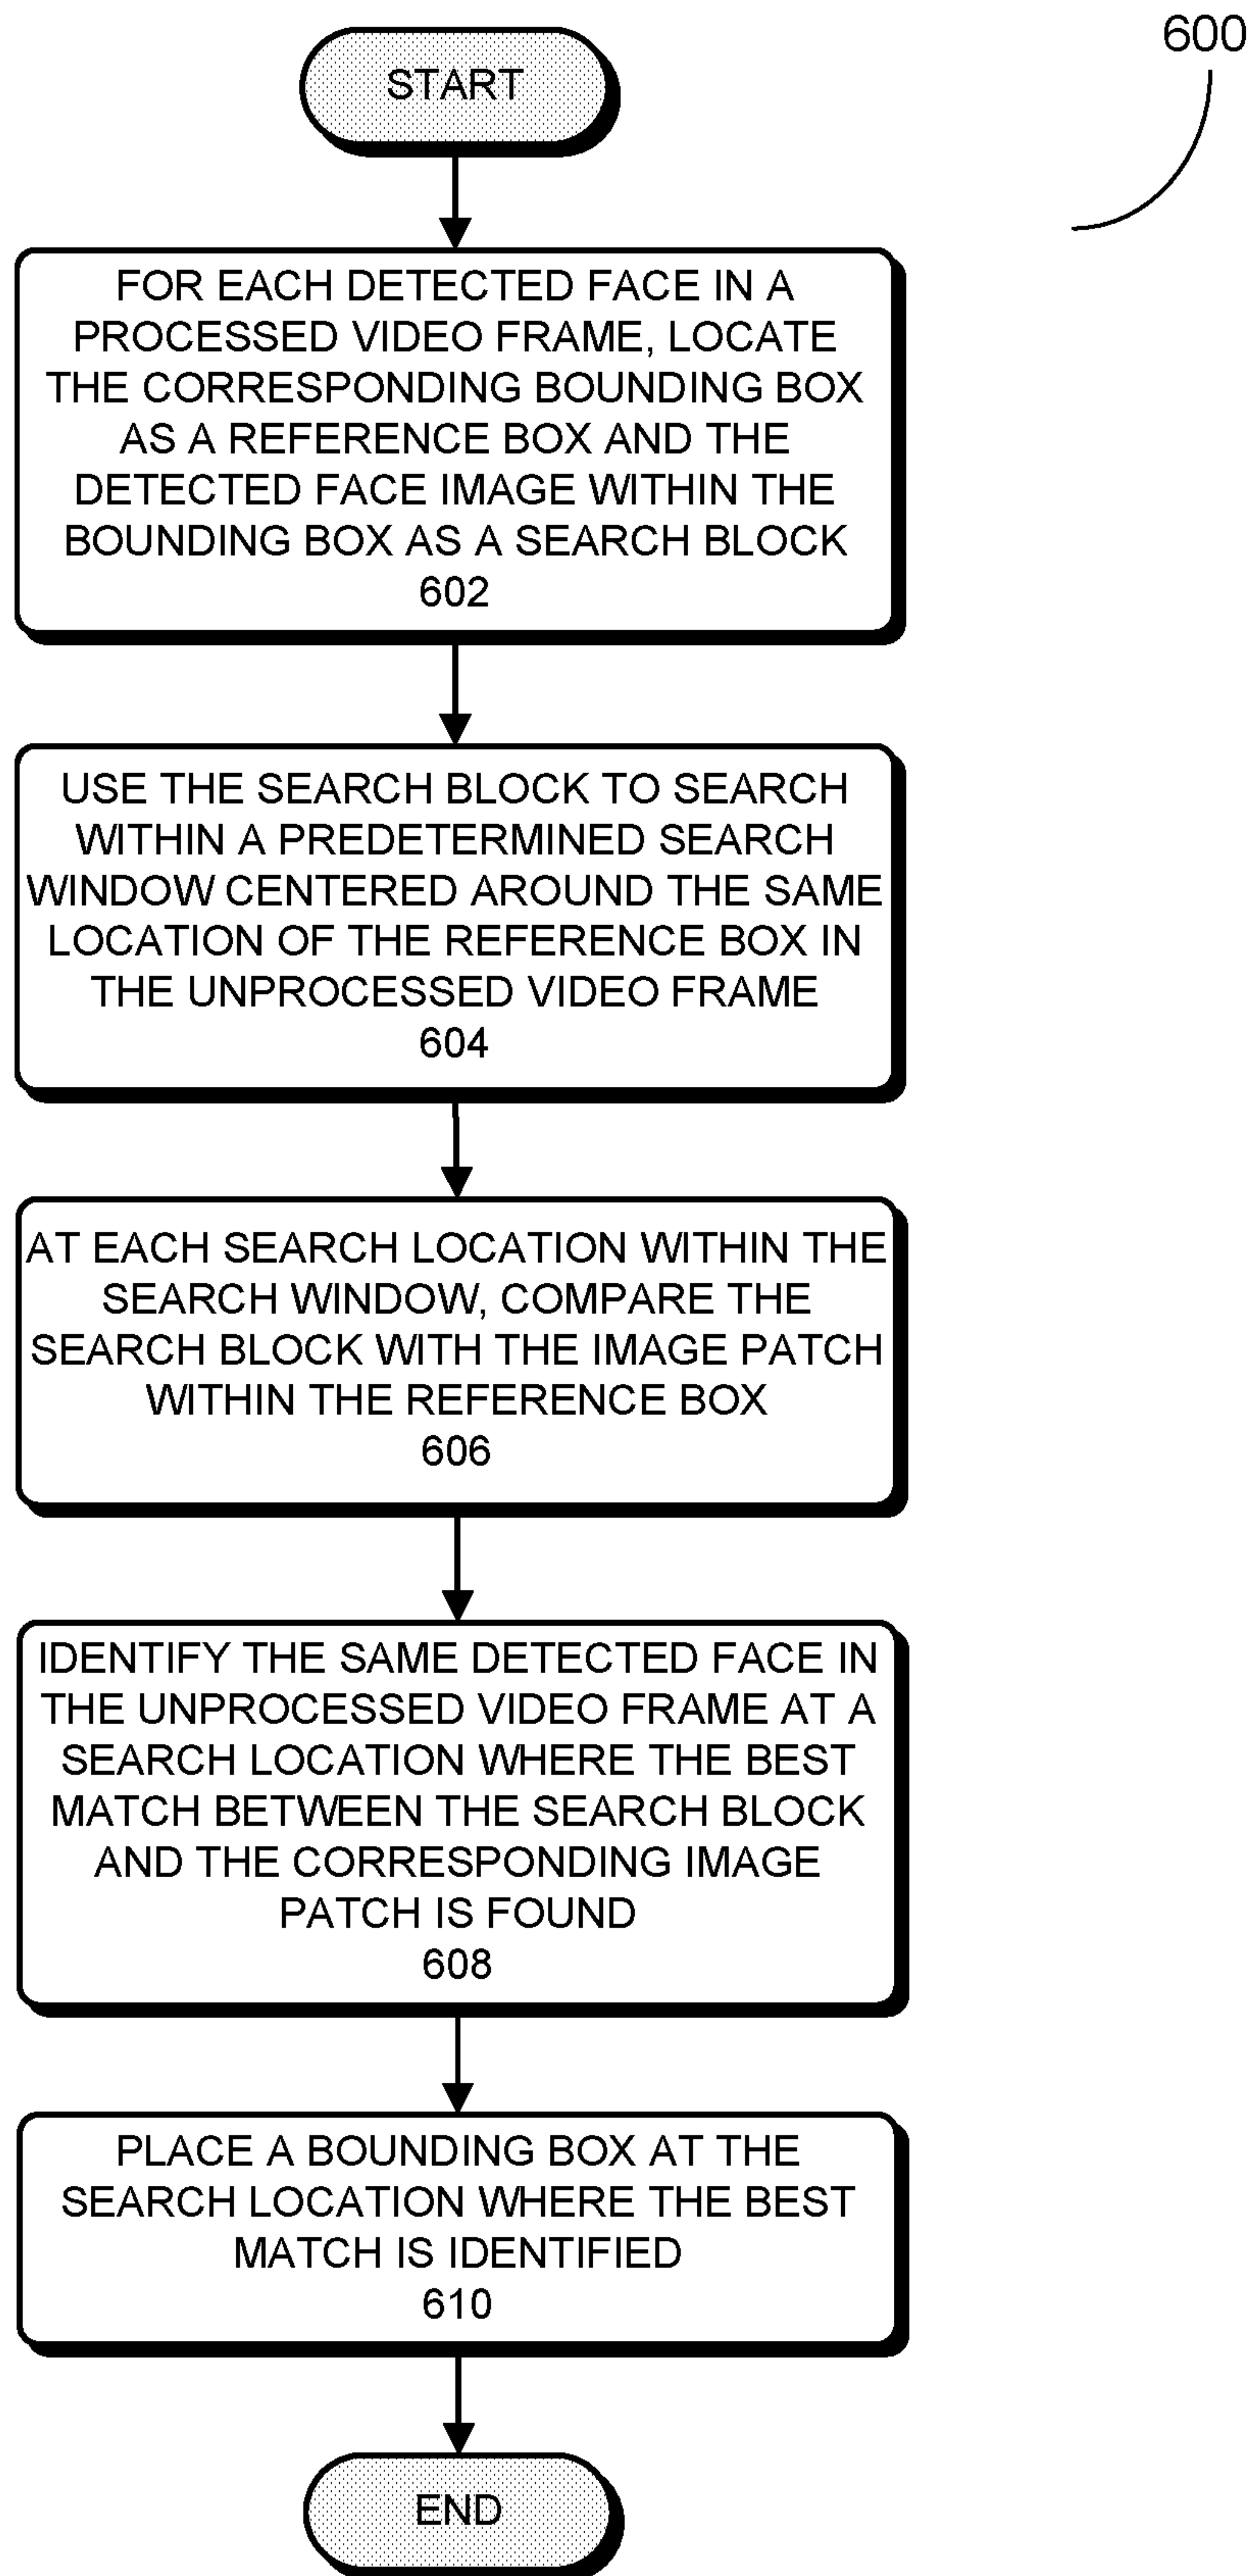 600
START
FOR EACH DETECTED FACE IN A
PROCESSED VIDEO FRAME, LOCATE
THE CORRESPONDING BOUNDING BOX
AS A REFERENCE BOX AND THE
DETECTED FACE IMAGE WITHIN THE
BOUNDING BOX AS A SEARCH BLOCK
602
USE THE SEARCH BLOCK TO SEARCH
WITHIN A PREDETERMINED SEARCH
WINDOW CENTERED AROUND THE SAME
LOCATION OF THE REFERENCE BOX IN
THE UNPROCESSED VIDEO FRAME
604
AT EACH SEARCH LOCATION WITHIN THE
SEARCH WINDOW, COMPARE THE
SEARCH BLOCK WITH THE IMAGE PATCH
WITHIN THE REFERENCE BOX
606
IDENTIFY THE SAME DETECTED FACE IN
THE UNPROCESSED VIDEO FRAME AT A
SEARCH LOCATION WHERE THE BEST
MATCH BETWEEN THE SEARCH BLOCK
AND THE CORRESPONDING IMAGE
PATCH IS FOUND
608
PLACE A BOUNDING BOX AT THE
SEARCH LOCATION WHERE THE BEST
MATCH IS IDENTIFIED
610
END